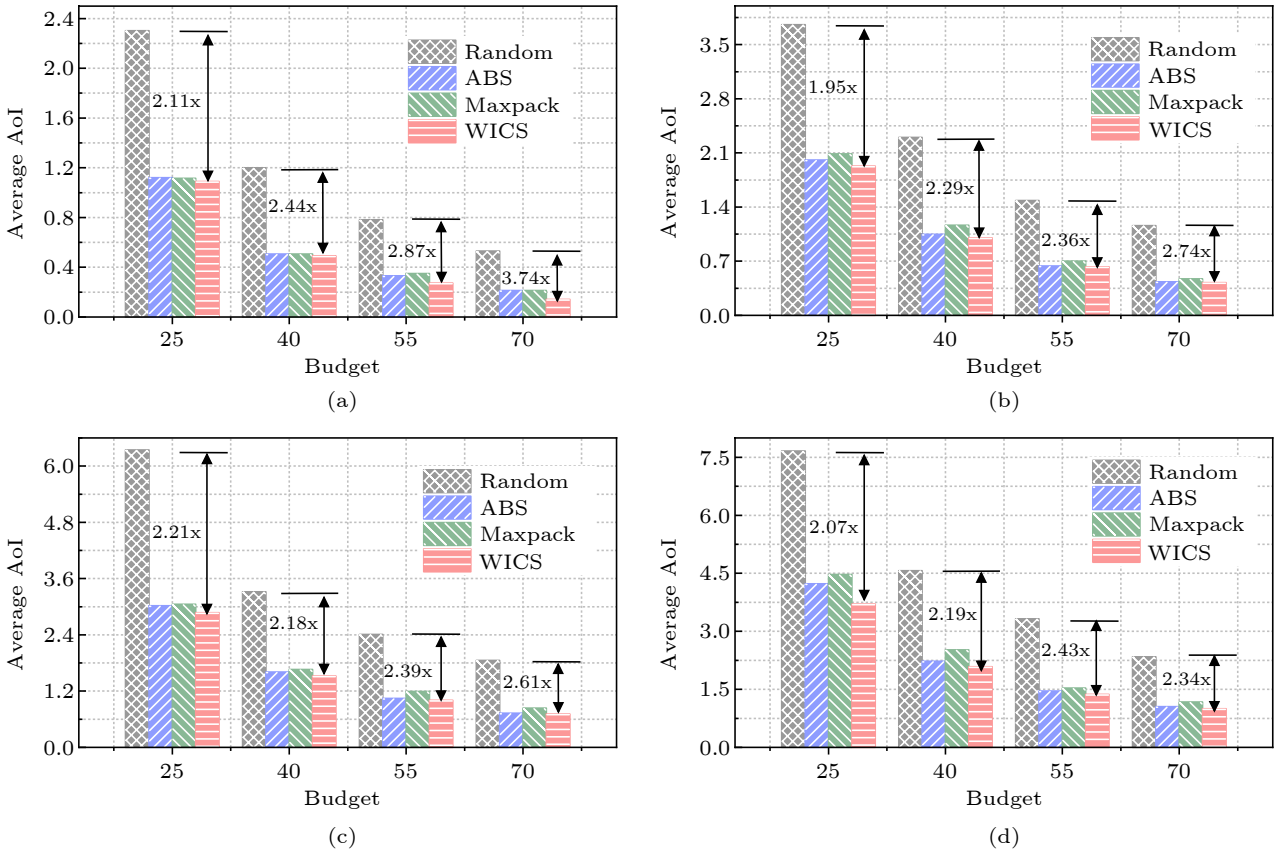 2.4
2.0
1.6
1.2
0.8
0.4
0.0
Average AoI
Random
ABS
Maxpack
WICS
2.11x
2.44x
2.87x
3.74x
25 40 55 70
Budget
(a)
3.5
2.8
2.1
1.4
0.7
0.0
Average AoI
Random
ABS
Maxpack
WICS
1.95x
2.29x
2.36x
2.74x
25 40 55 70
Budget
(b)
6.0
4.8
3.6
2.4
1.2
0.0
Average AoI
Random
ABS
Maxpack
WICS
2.21x
2.18x
2.39x
2.61x
25 40 55 70
Budget
(c)
7.5
6.0
4.5
3.0
1.5
0.0
Average AoI
Random
ABS
Maxpack
WICS
2.07x
2.19x
2.43x
2.34x
25 40 55 70
Budget
(d)